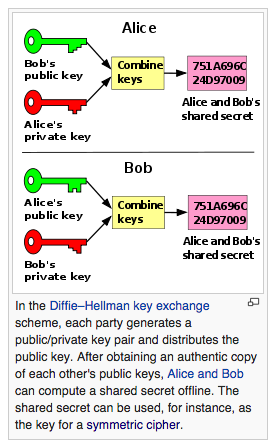 Alice
Bob's
public key
Alice's
private key
Combine
keys
751A696C
24D97009
Alice and Bob's
shared secret
Bob
Alice's
public key
Bob's
private key
Combine
keys
751A696C
24D97009
Alice and Bob's
shared secret
In the Diffie–Hellman key exchange
scheme, each party generates a
public/private key pair and distributes the
public key. After obtaining an authentic copy
of each other's public keys, Alice and Bob
can compute a shared secret offline. The
shared secret can be used, for instance, as
the key for a symmetric cipher.